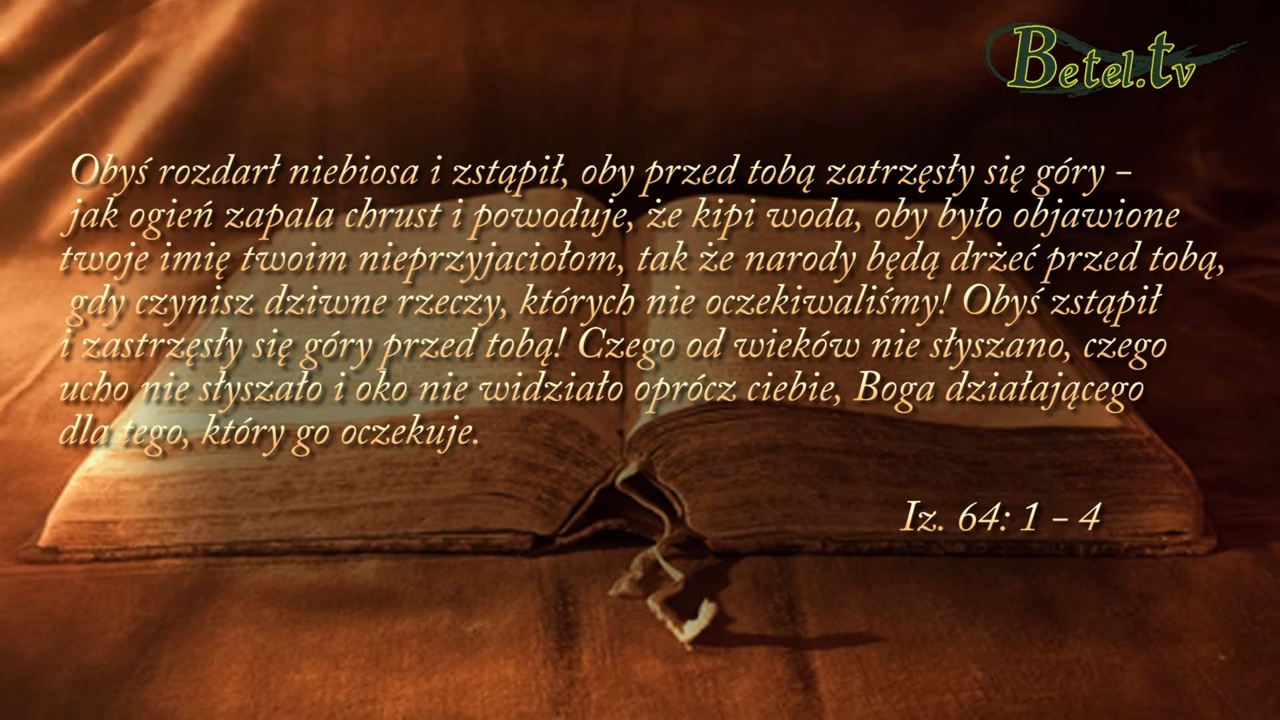 Betel.tv
Obyś rozdarł niebiosa i zstąpił, oby przed tobą zatrzęsły się góry –
jak ogień zapala chrust i powoduje, że kipi woda, oby było objawione
twoje imię twoim nieprzyjaciołom, tak że narody będą drżeć przed tobą,
gdy czynisz dziwne rzeczy, których nie oczekiwaliśmy! Obyś zstąpił
i zastrzęsły się góry przed tobą! Czego od wieków nie słyszano, czego
ucho nie słyszało i oko nie widziało oprócz ciebie, Boga działającego
dla tego, który go oczekuje.
Iz. 64: 1 – 4